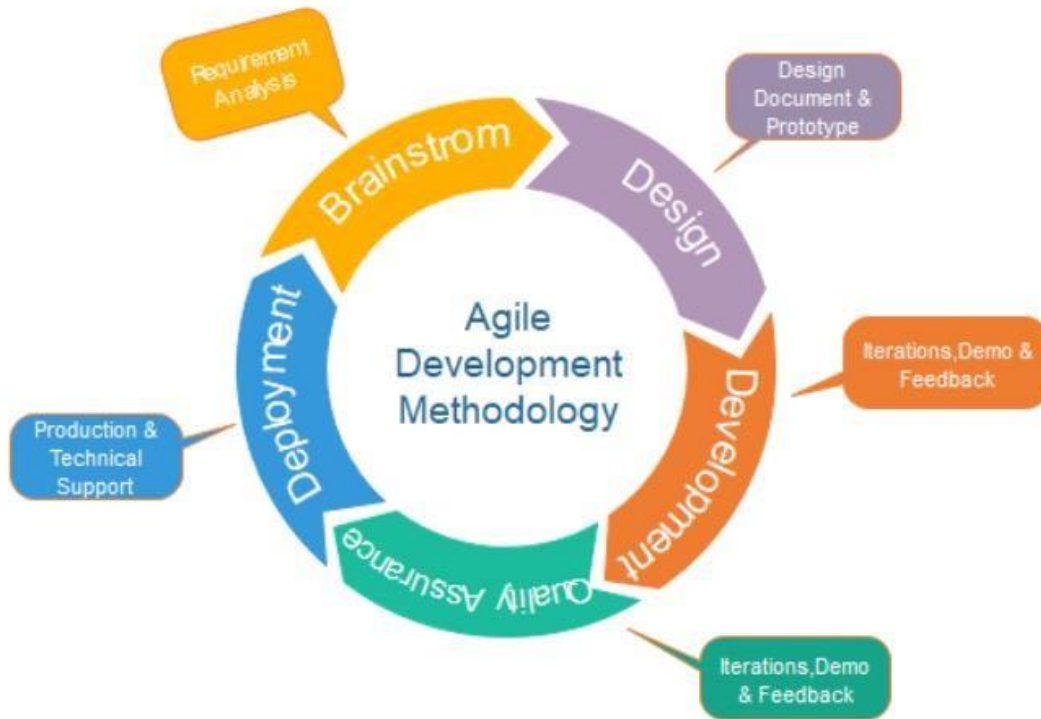 Requirement
Analysis
Brainstrom
Design
Document &
Prototype
Design
Iterations,Demo &
Feedback
Development
Agile
Development
Methodology
Deployment
Production &
Technical
Support
Quality Assurance
Iterations,Demo
& Feedback